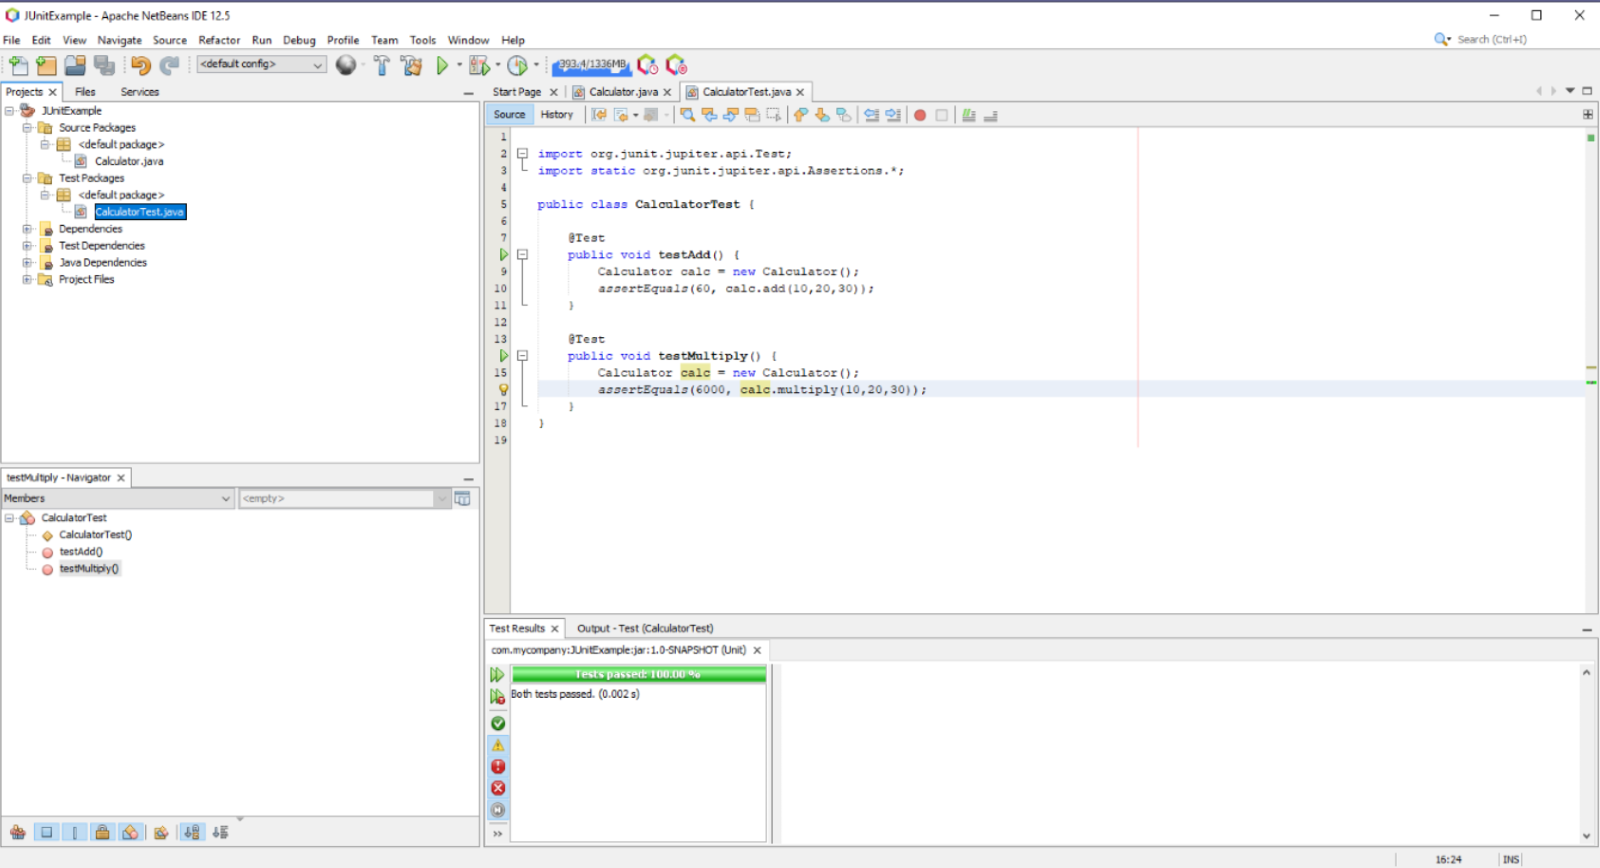 JUnitExample - Apache NetBeans IDE 12.5
File Edit View Navigate Source Refactor Run Debug Profile Team Tools Window Help
Search (Ctrl+I)
<default config>
393.4/1336MB
Projects Files Services
JUnitExample
Source Packages
<default package>
Calculator.java
Test Packages
<default package>
CalculatorTest.java
Dependencies
Test Dependencies
Java Dependencies
Project Files
testMultiply - Navigator
Members
<empty>
CalculatorTest
CalculatorTest()
testAdd()
testMultiply()
Start Page Calculator.java CalculatorTest.java
Source History
1
2 import org.junit.jupiter.api.Test;
3 import static org.junit.jupiter.api.Assertions.*;
4
5 public class CalculatorTest {
6
7 @Test
public void testAdd() {
9 Calculator calc = new Calculator();
10 assertEquals(60, calc.add(10,20,30));
11 }
12
13 @Test
public void testMultiply() {
15 Calculator calc = new Calculator();
assertEquals(6000, calc.multiply(10,20,30));
17 }
18 }
19
Test Results Output - Test (CalculatorTest)
com.mycompany:JUnitExample:jar:1.0-SNAPSHOT (Unit)
Tests passed: 100.00 %
Both tests passed. (0.002 s)
16:24 INS